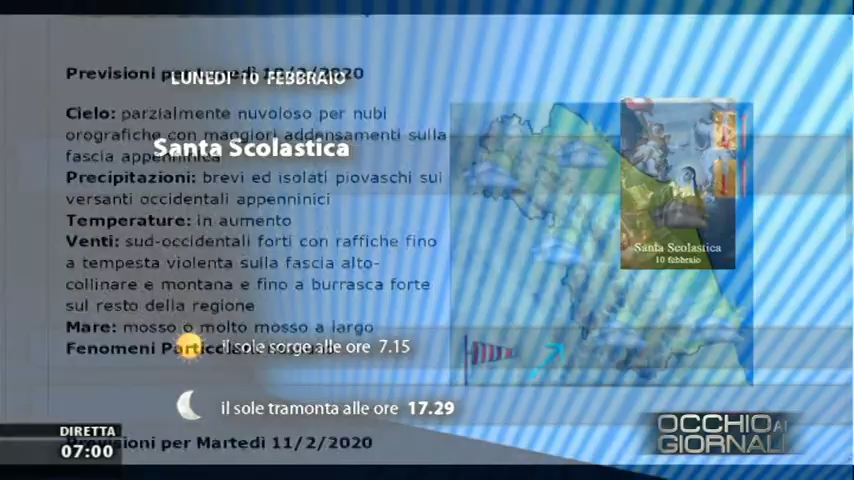 Previsioni per Lunedì 10/2/2020
LUNEDI' 10 FEBBRAIO
Cielo: parzialmente nuvoloso per nubi
orografiche con maggiori addensamenti sulla
fascia appenninica
Santa Scolastica
Precipitazioni: brevi ed isolati piovaschi sui
versanti occidentali appenninici
Temperature: in aumento
Venti: sud-occidentali forti con raffiche fino
a tempesta violenta sulla fascia alto-
collinare e montana e fino a burrasca forte
sul resto della regione
Mare: mosso o molto mosso a largo
Fenomeni
il sole sorge alle ore 7.15
il sole tramonta alle ore 17.29
Previsioni per Martedì 11/2/2020
Santa Scolastica
10 febbraio
DIRETTA
07:00
OCCHIO AI
GIORNALI